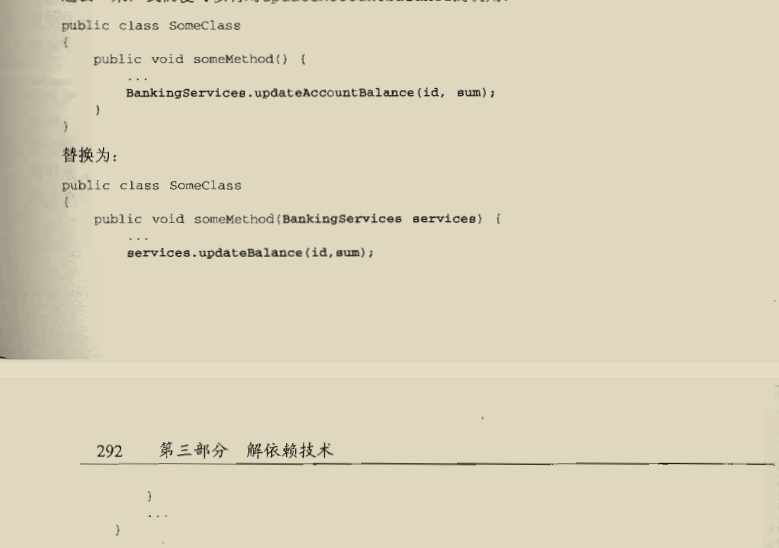 public class SomeClass
{
public void someMethod() {
...
BankingServices.updateAccountBalance(id, sum);
}
}
替换为：
public class SomeClass
{
public void someMethod(BankingServices services) {
...
services.updateBalance(id,sum);
292 第三部分 解依赖技术
}
...
}